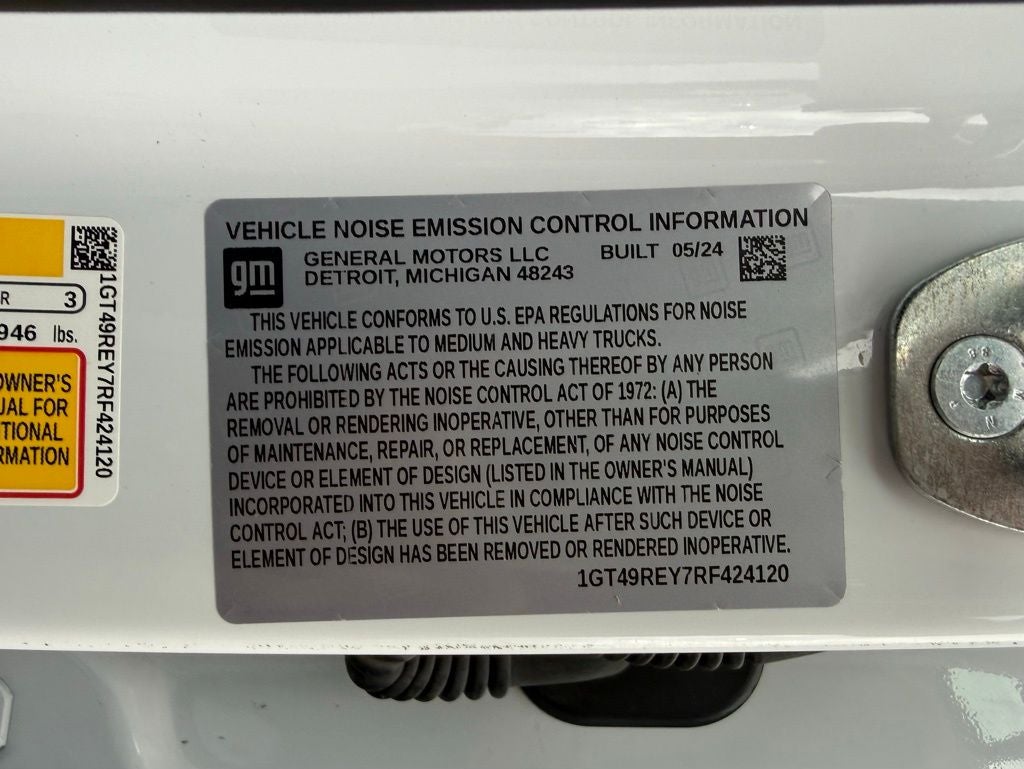 R 3
946 lbs.
OWNER'S
UAL FOR
TIONAL
RMATION
1GT49REY7RF424120
VEHICLE NOISE EMISSION CONTROL INFORMATION
gm
GENERAL MOTORS LLC BUILT 05/24
DETROIT, MICHIGAN 48243
THIS VEHICLE CONFORMS TO U.S. EPA REGULATIONS FOR NOISE
EMISSION APPLICABLE TO MEDIUM AND HEAVY TRUCKS.
THE FOLLOWING ACTS OR THE CAUSING THEREOF BY ANY PERSON
ARE PROHIBITED BY THE NOISE CONTROL ACT OF 1972: (A) THE
REMOVAL OR RENDERING INOPERATIVE, OTHER THAN FOR PURPOSES
OF MAINTENANCE, REPAIR, OR REPLACEMENT, OF ANY NOISE CONTROL
DEVICE OR ELEMENT OF DESIGN (LISTED IN THE OWNER'S MANUAL)
INCORPORATED INTO THIS VEHICLE IN COMPLIANCE WITH THE NOISE
CONTROL ACT; (B) THE USE OF THIS VEHICLE AFTER SUCH DEVICE OR
ELEMENT OF DESIGN HAS BEEN REMOVED OR RENDERED INOPERATIVE.
1GT49REY7RF424120